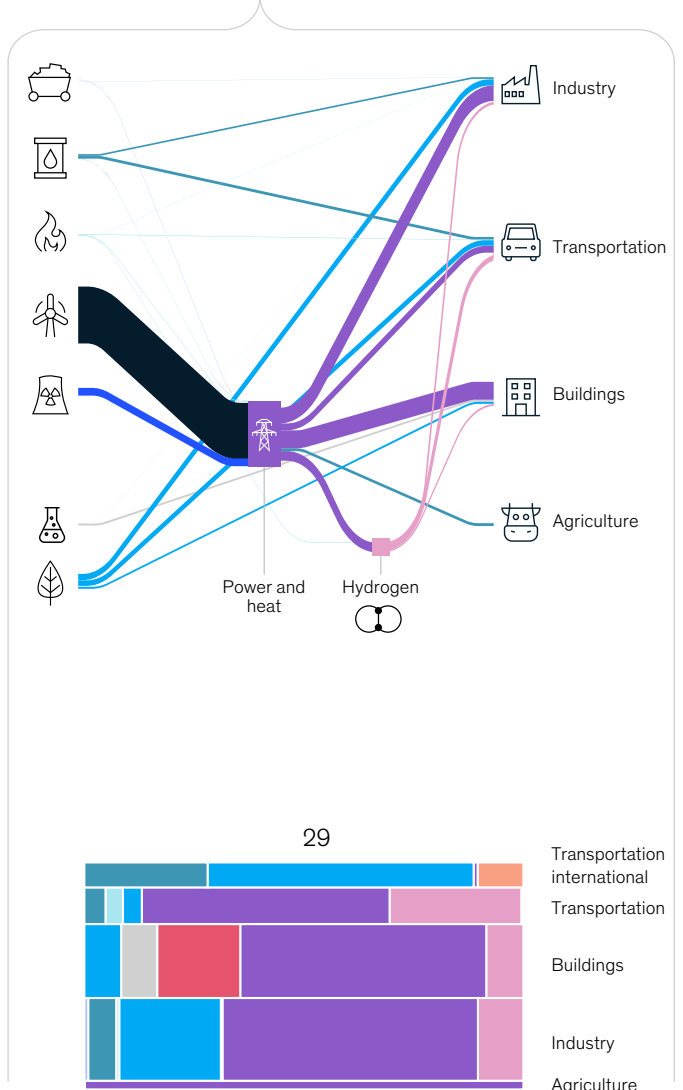 Industry
Transportation
Buildings
Agriculture
Power and
heat
Hydrogen
29
Transportation
international
Transportation
Buildings
Industry
Agriculture